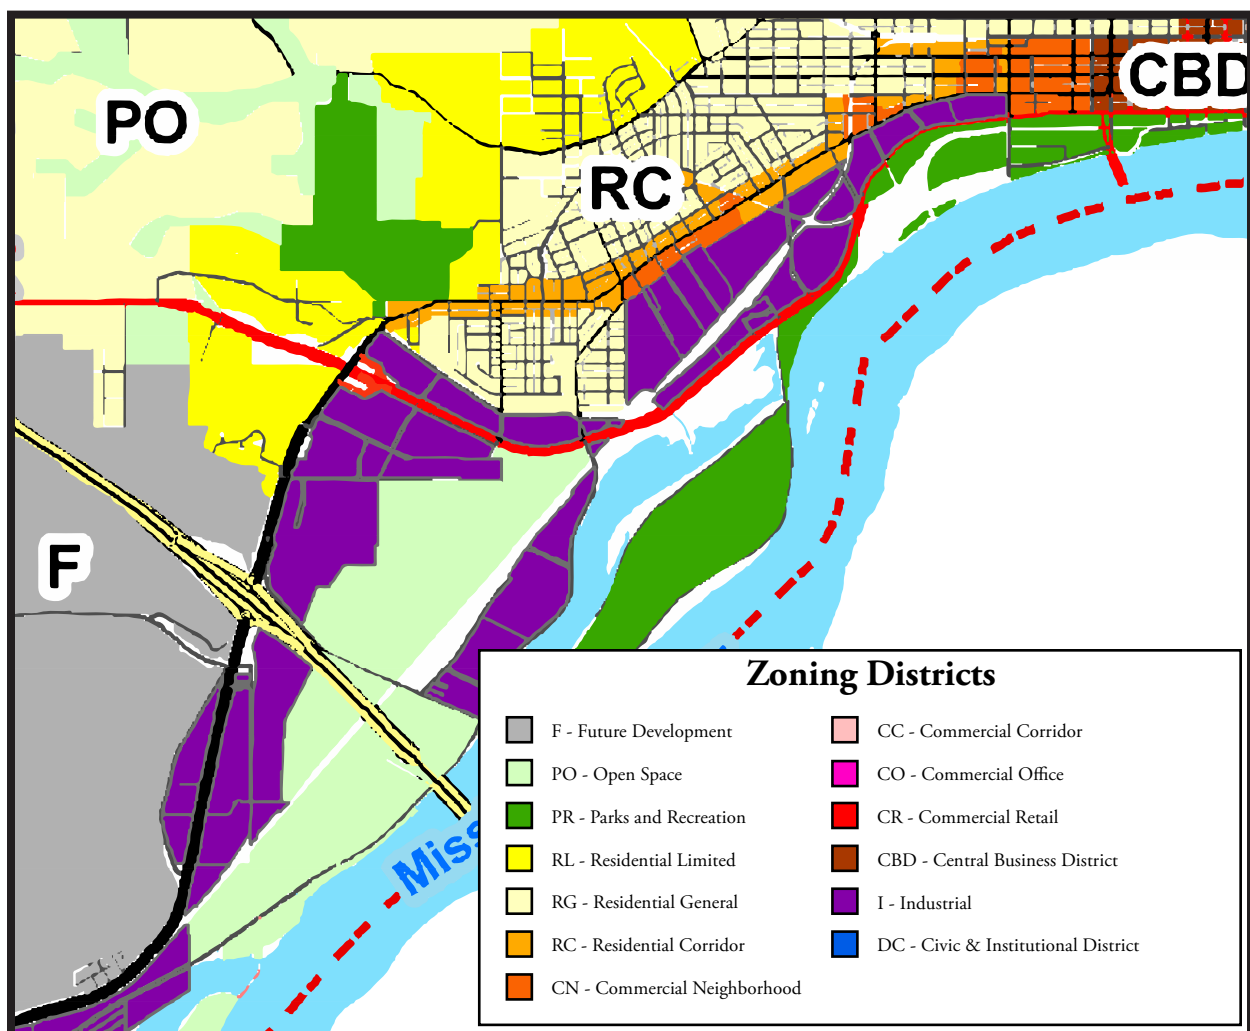 CBD
PO
RC
F
Miss
Zoning Districts
F - Future Development
PO - Open Space
PR - Parks and Recreation
RL - Residential Limited
RG - Residential General
RC - Residential Corridor
CN - Commercial Neighborhood
CC - Commercial Corridor
CO - Commercial Office
CR - Commercial Retail
CBD - Central Business District
I - Industrial
DC - Civic & Institutional District